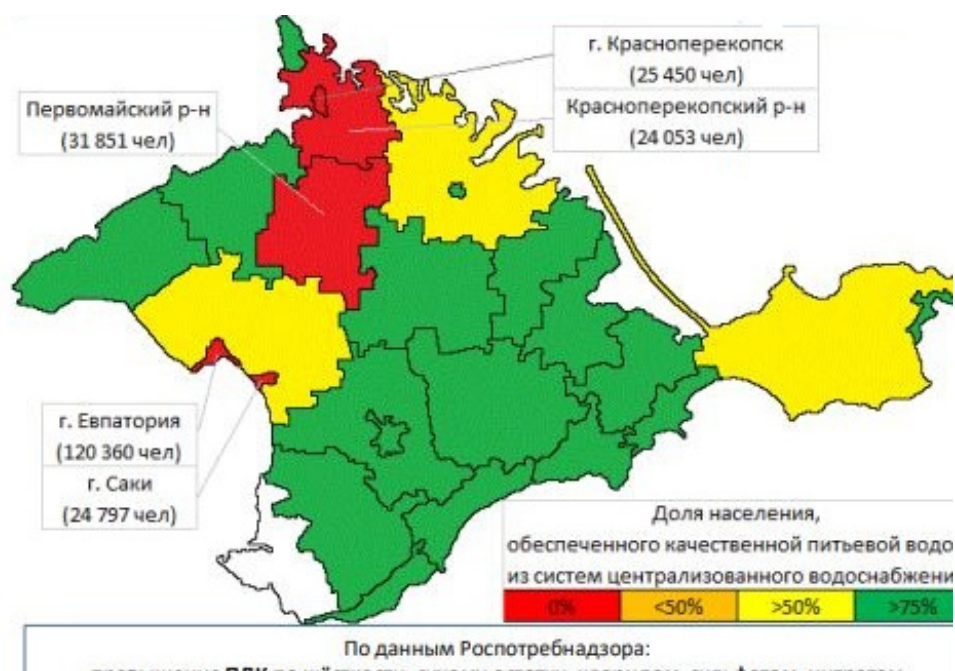 г. Красноперекопск
(25 450 чел)
Первомайский р-н
(31 851 чел)
Красноперекопский р-н
(24 053 чел)
г. Евпатория
(120 360 чел)
г. Саки
(24 797 чел)
Доля населения,
обеспеченного качественной питьевой водо
из систем централизованного водоснабжени
0% <50% >50% >75%
По данным Роспотребнадзора: